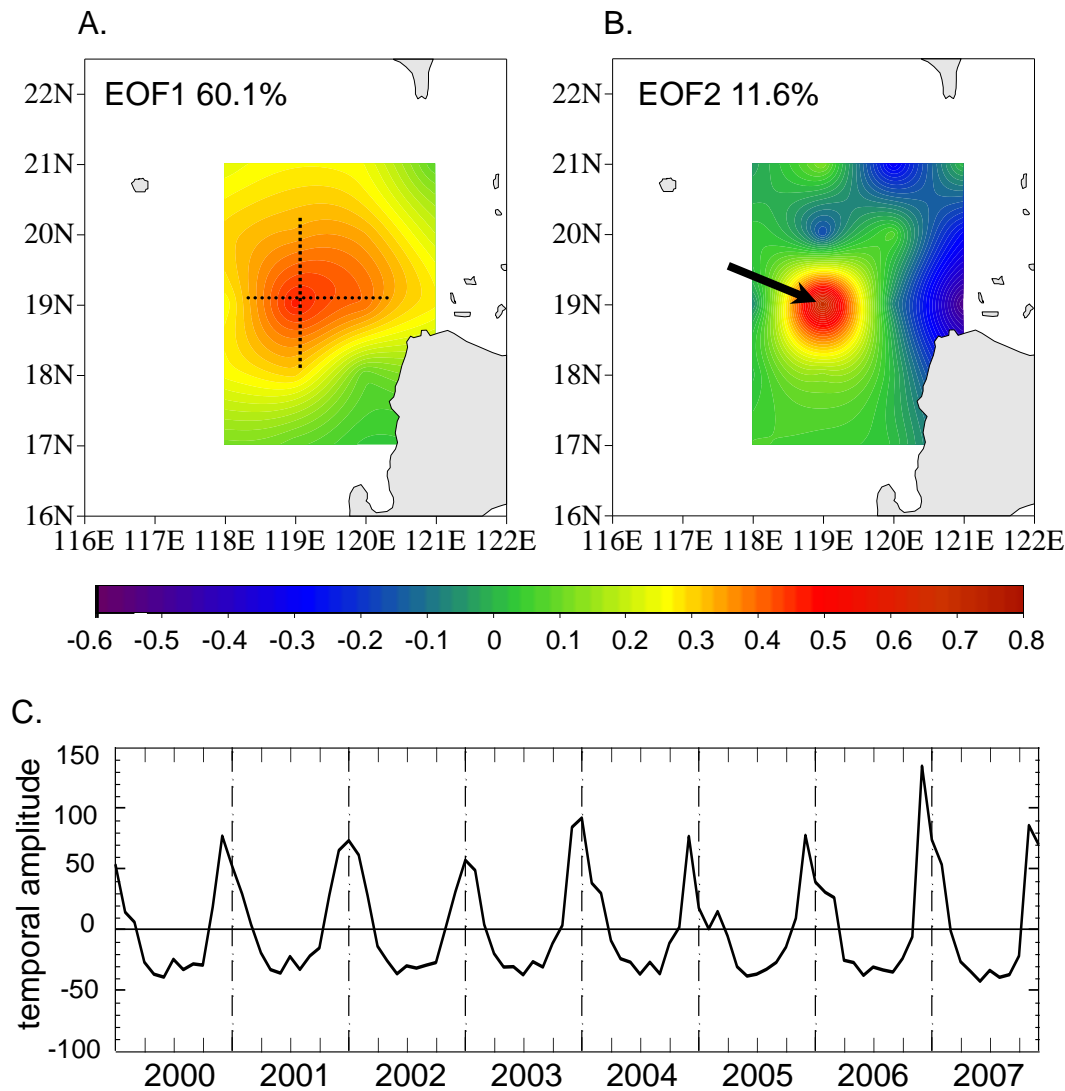 A.
B.
EOF1 60.1%
EOF2 11.6%
22N
21N
20N
19N
18N
17N
16N
116E 117E 118E 119E 120E 121E 122E
22N
21N
20N
19N
18N
17N
16N
116E 117E 118E 119E 120E 121E 122E
-0.6 -0.5 -0.4 -0.3 -0.2 -0.1 0 0.1 0.2 0.3 0.4 0.5 0.6 0.7 0.8
C.
temporal amplitude
150
100
50
0
-50
-100
2000 2001 2002 2003 2004 2005 2006 2007